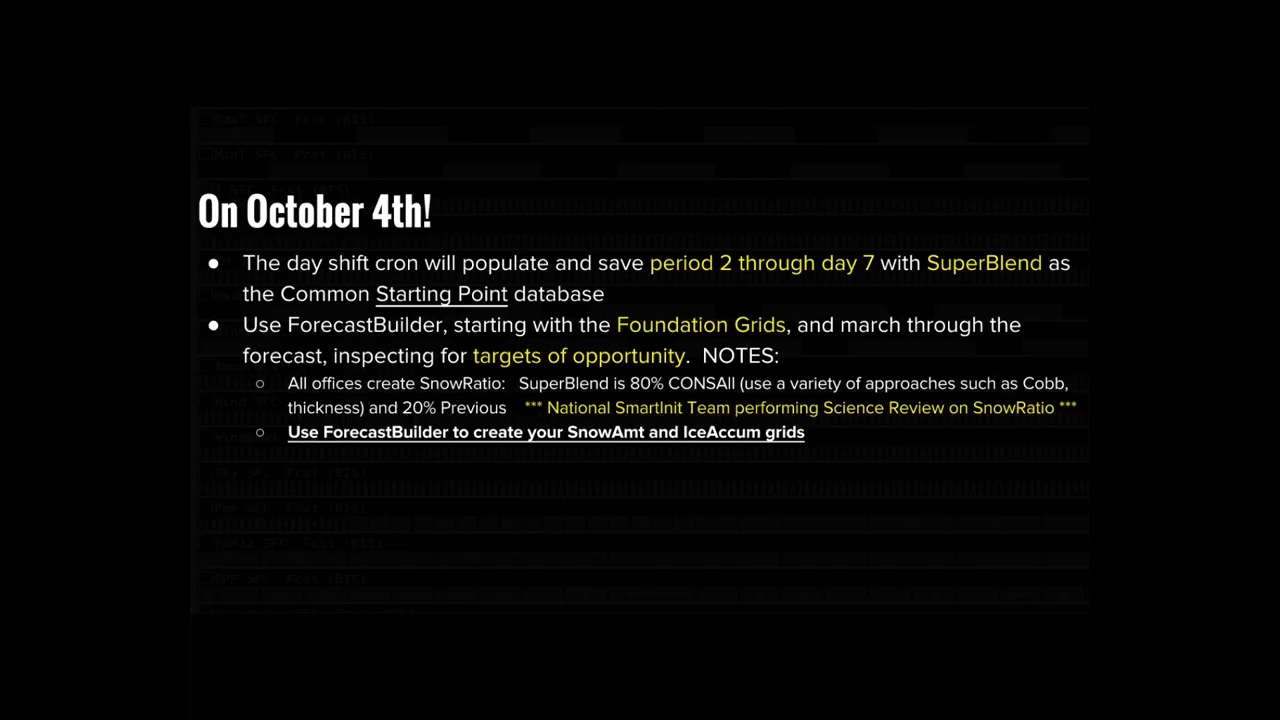 On October 4th!
● The day shift cron will populate and save period 2 through day 7 with SuperBlend as
the Common Starting Point database
● Use ForecastBuilder, starting with the Foundation Grids, and march through the
forecast, inspecting for targets of opportunity. NOTES:
○ All offices create SnowRatio: SuperBlend is 80% CONSAll (use a variety of approaches such as Cobb,
thickness) and 20% Previous *** National SmartInit Team performing Science Review on SnowRatio ***
○ Use ForecastBuilder to create your SnowAmt and IceAccum grids